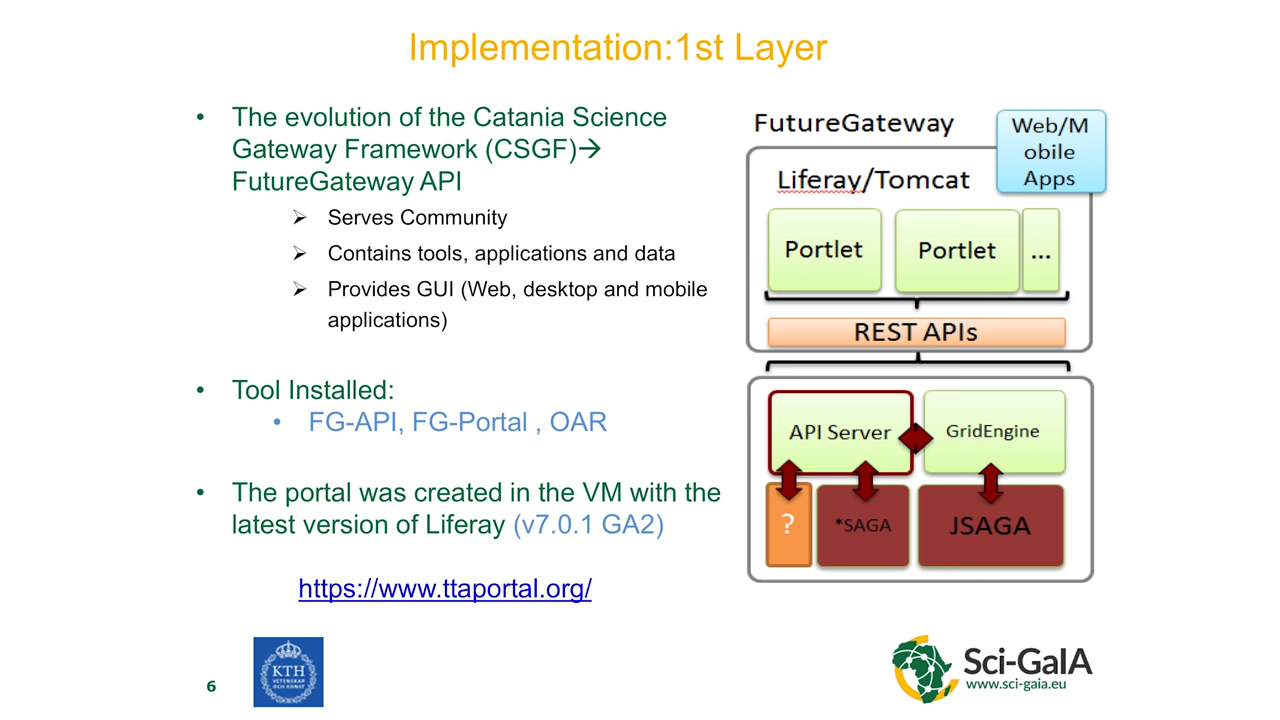 Implementation:1st Layer
• The evolution of the Catania Science
Gateway Framework (CSGF)→
FutureGateway API
➢ Serves Community
➢ Contains tools, applications and data
➢ Provides GUI (Web, desktop and mobile
applications)
• Tool Installed:
• FG-API, FG-Portal , OAR
• The portal was created in the VM with the
latest version of Liferay (v7.0.1 GA2)
https://www.ttaportal.org/
FutureGateway
Web/M
obile
Apps
Liferay/Tomcat
Portlet
Portlet
...
REST APIs
API Server
GridEngine
?
*SAGA
JSAGA
6
KTH
VETENSKAP
OCH KONST
Sci-GaIA
www.sci-gaia.eu